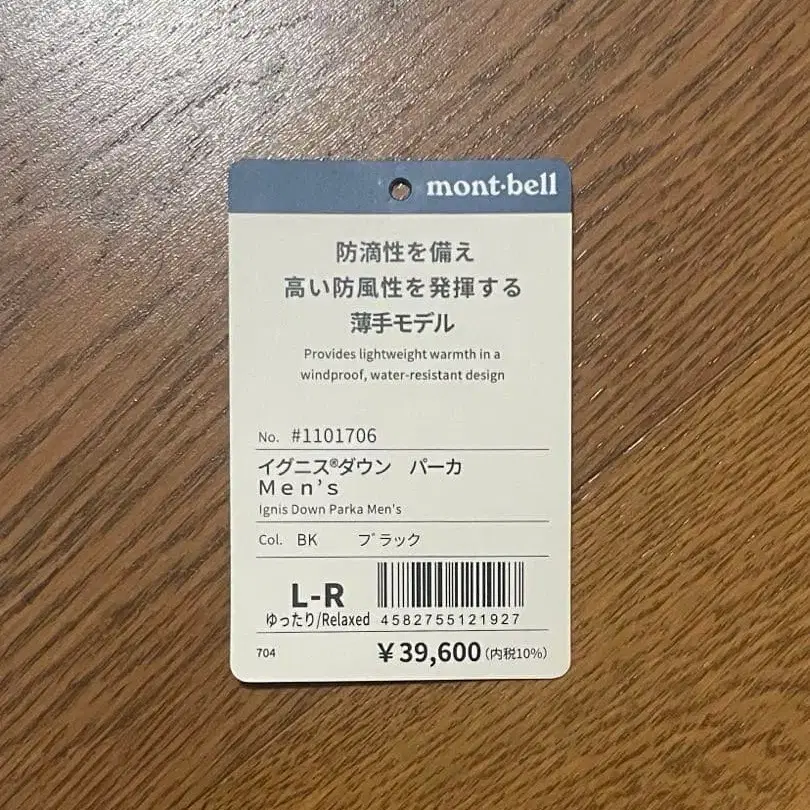 mont·bell
防滴性を備え
高い防風性を発揮する
薄手モデル
Provides lightweight warmth in a
windproof, water-resistant design
No. #1101706
イグニス®ダウン　パーカ
Ｍｅｎ’ｓ
Ignis Down Parka Men's
Col. BK ブラック
L-R
ゆったり/Relaxed 4582755121927
704 ￥39,600(内税10%)